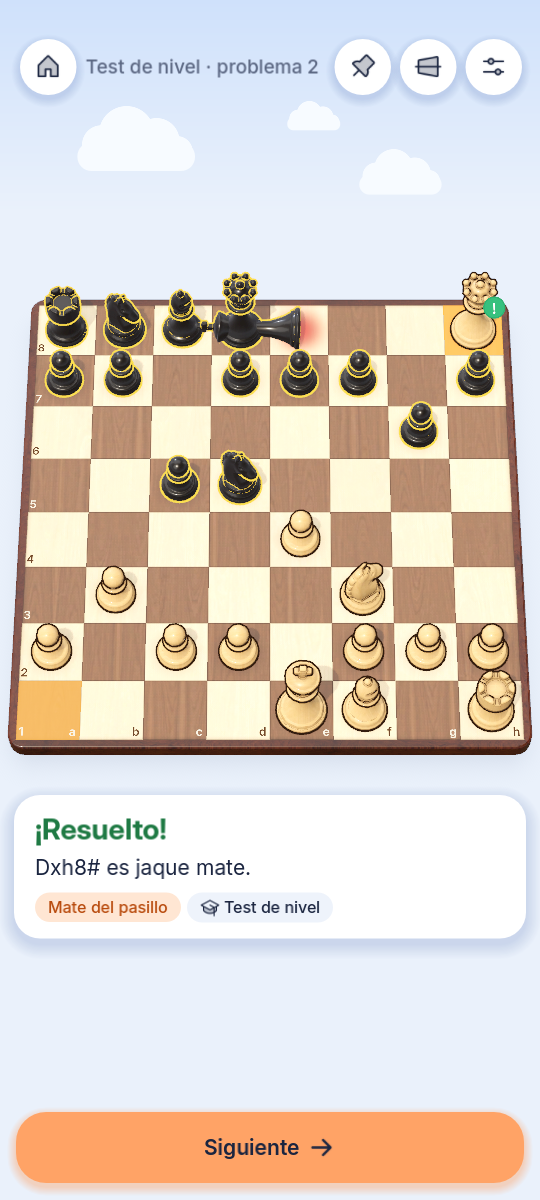 Test de nivel · problema 2
!
8
7
6
5
4
3
2
1 a b c d e f g h
¡Resuelto!
Dxh8# es jaque mate.
Mate del pasillo
Test de nivel
Siguiente →